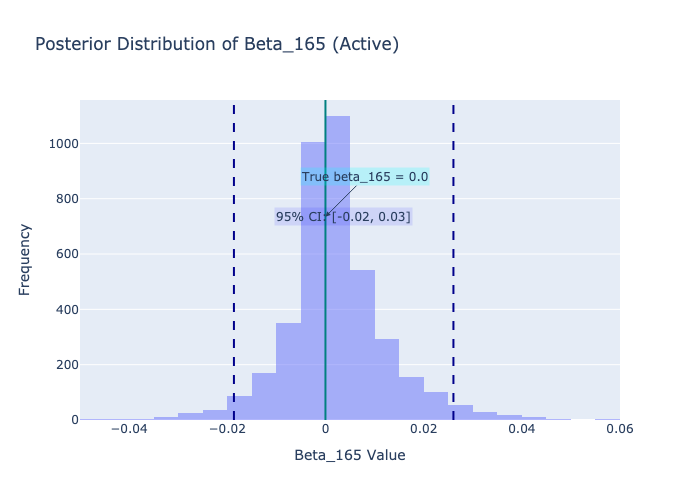 Posterior Distribution of Beta_165 (Active)
1000
800
600
400
200
0
Frequency
True beta_165 = 0.0
95% CI: [-0.02, 0.03]
−0.04
−0.02
0
0.02
0.04
0.06
Beta_165 Value